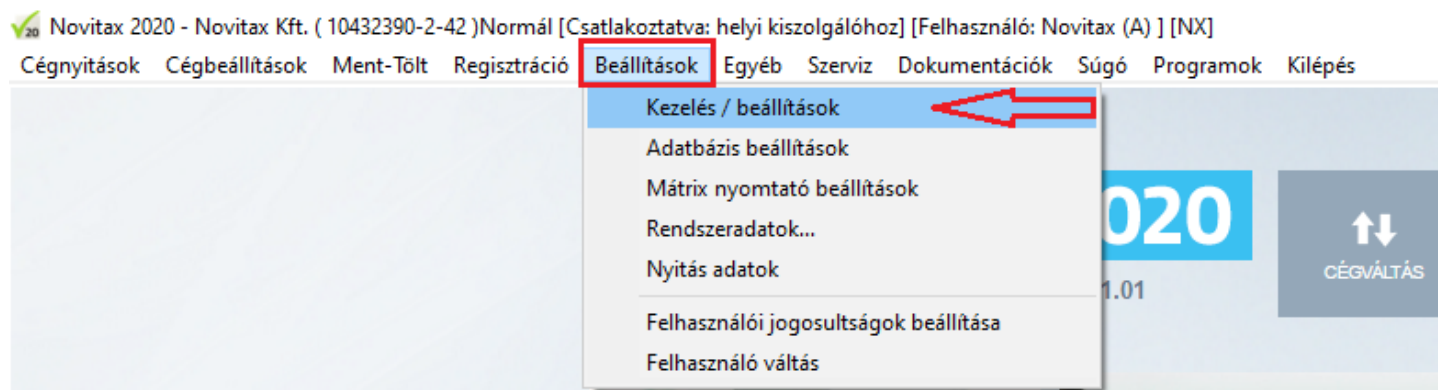 Novitax 2020 - Novitax Kft. ( 10432390-2-42 )Normál [Csatlakoztatva: helyi kiszolgálóhoz] [Felhasználó: Novitax (A) ] [NX]
Cégnyitások Cégbeállítások Ment-Tölt Regisztráció Beállítások Egyéb Szerviz Dokumentációk Súgó Programok Kilépés
Kezelés / beállítások
Adatbázis beállítások
Mátrix nyomtató beállítások
Rendszeradatok...
Nyitás adatok
Felhasználói jogosultságok beállítása
Felhasználó váltás
020
1.01
CÉGVÁLTÁS